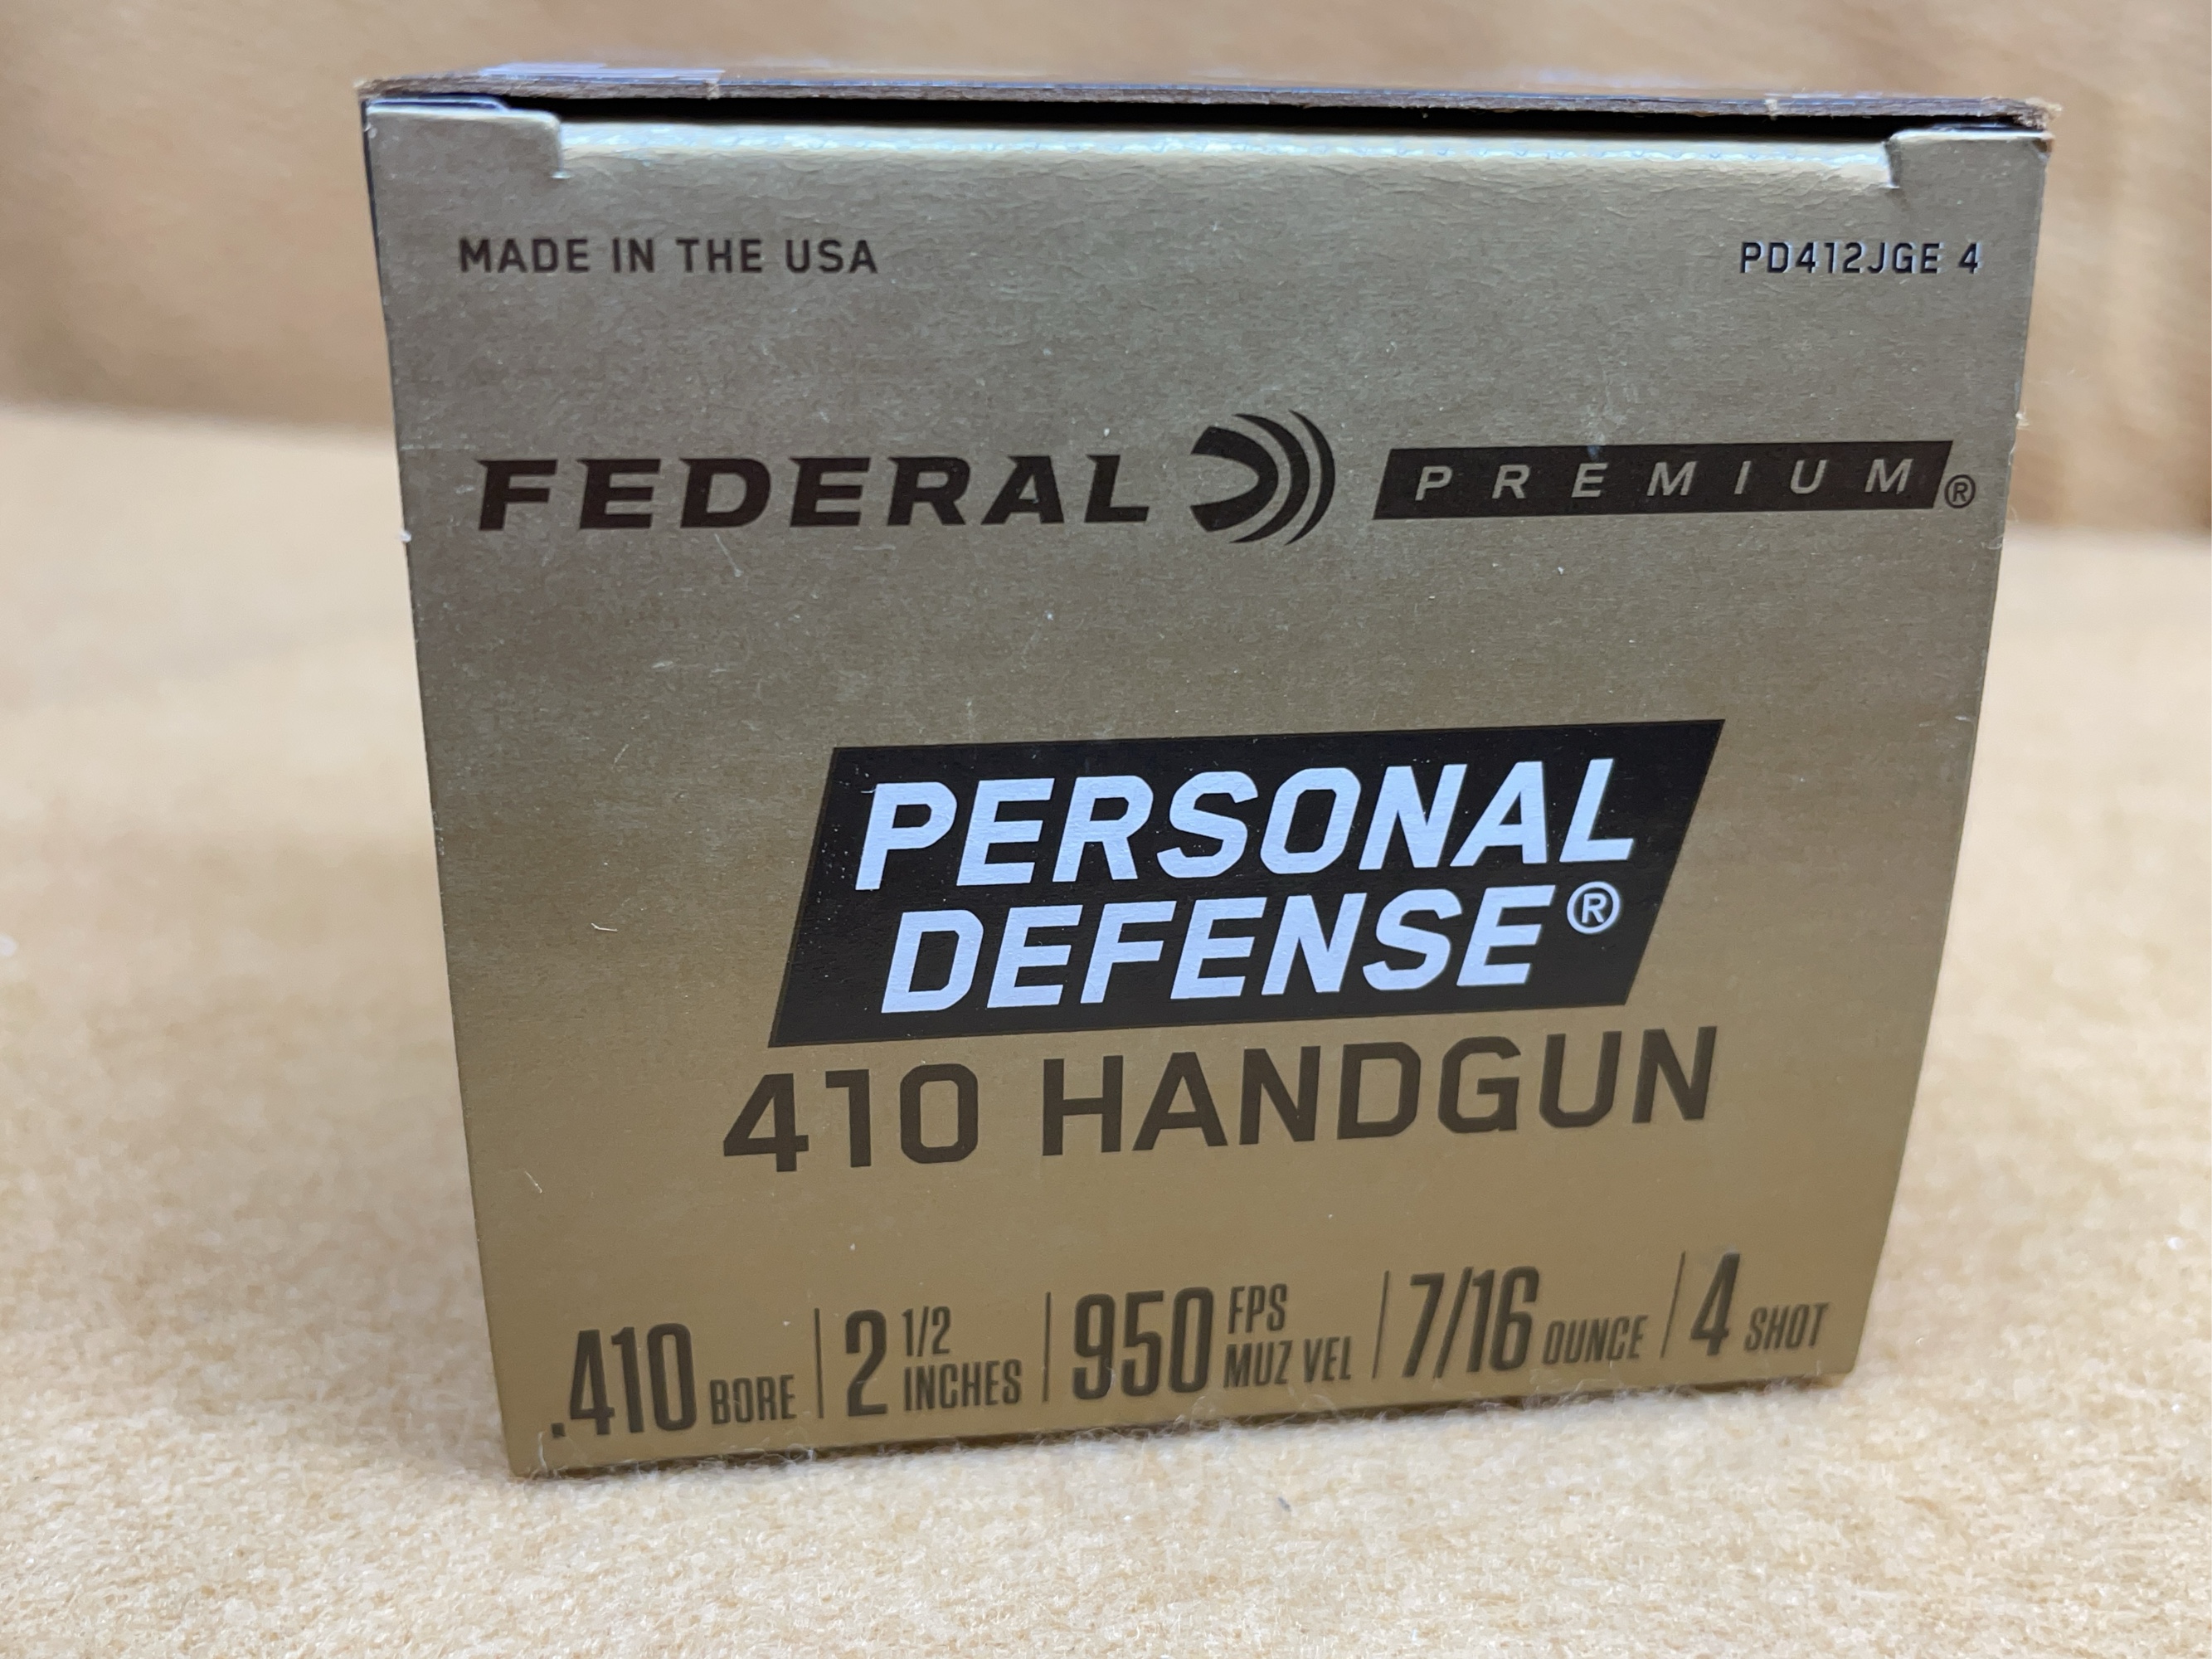 MADE IN THE USA PD412JGE 4
FEDERAL PREMIUM®
PERSONAL
DEFENSE®
410 HANDGUN
.410 BORE | 2 1/2 INCHES | 950 FPS MUZ VEL | 7/16 OUNCE | 4 SHOT